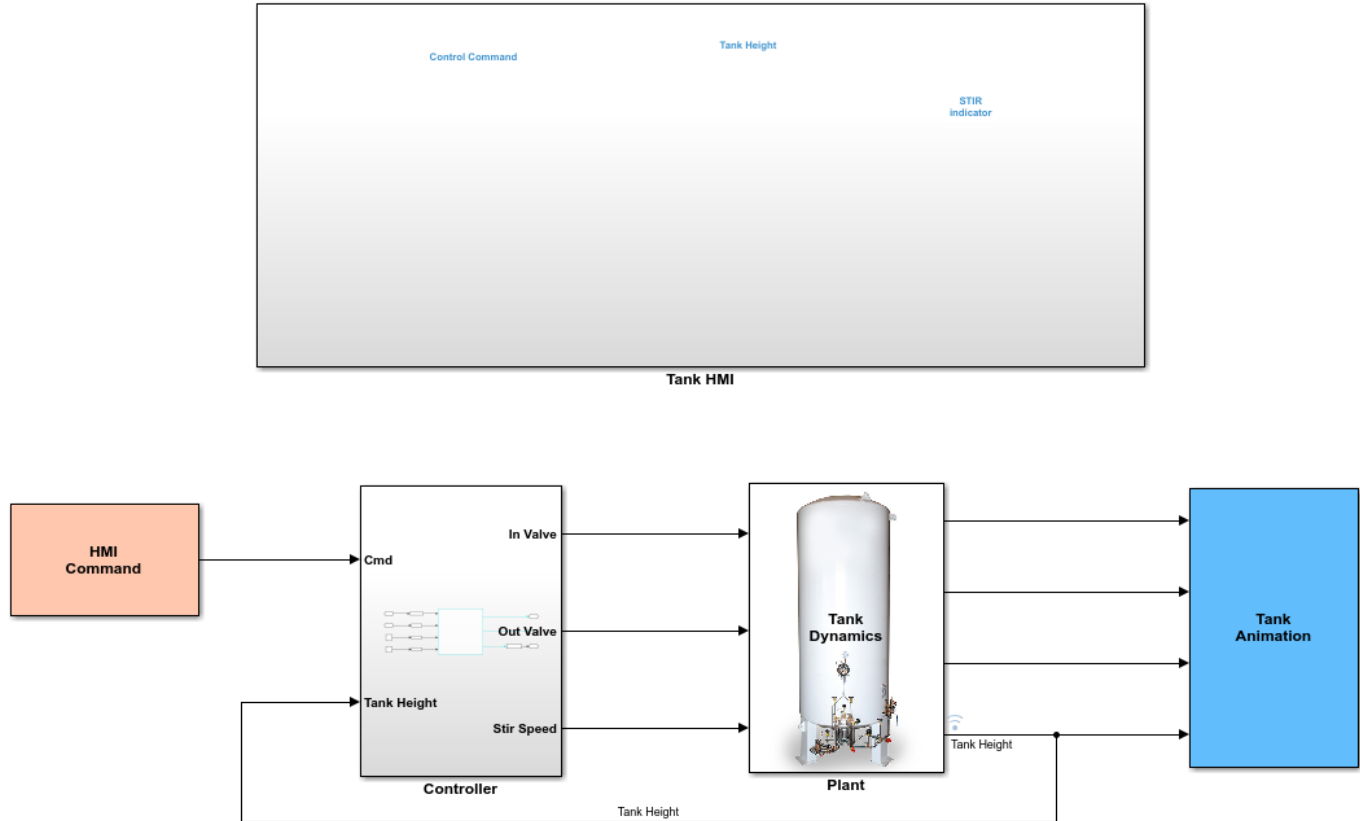 Control Command
Tank Height
STIR
indicator
Tank HMI
HMI
Command
Cmd
Tank Height
In Valve
Out Valve
Stir Speed
Controller
Tank
Dynamics
Plant
Tank Height
Tank
Animation
Tank Height